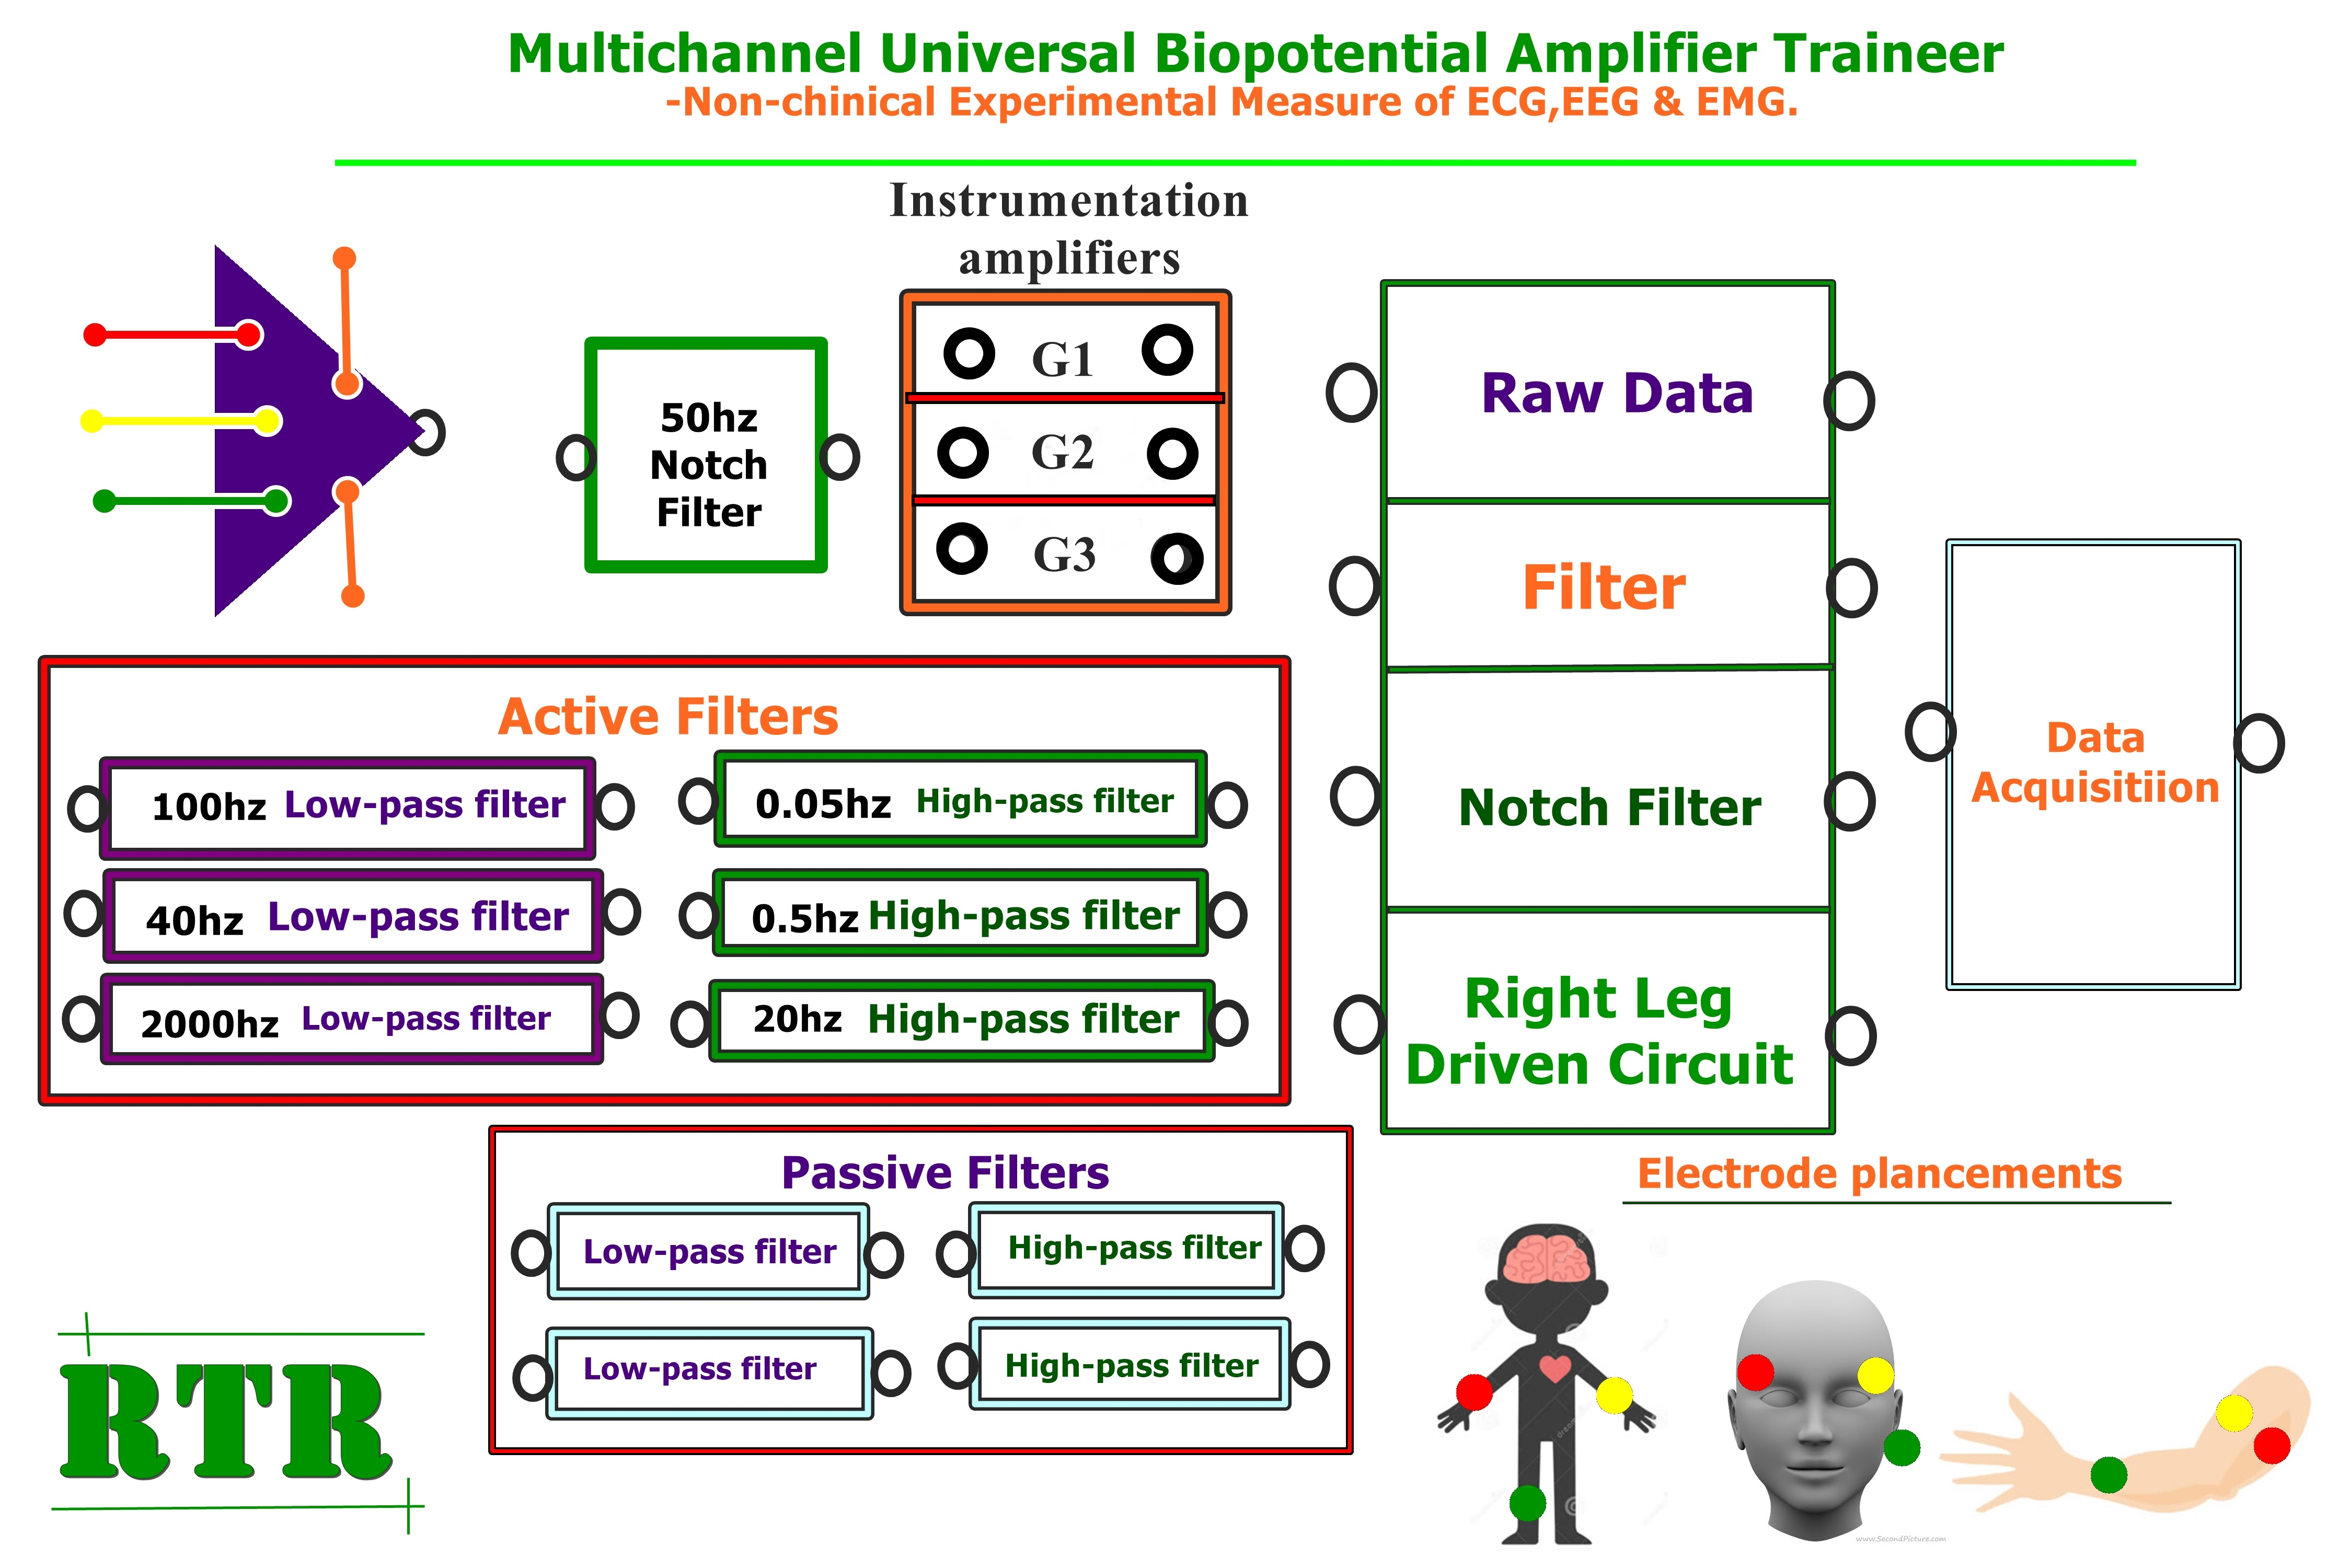 Multichannel Universal Biopotential Amplifier Traineer
-Non-chinical Experimental Measure of ECG,EEG & EMG.
Instrumentation
amplifiers
G1
G2
G3
50hz
Notch
Filter
Raw Data
Filter
Notch Filter
Right Leg
Driven Circuit
Data
Acquisitiion
Active Filters
100hz Low-pass filter
0.05hz High-pass filter
40hz Low-pass filter
0.5hz High-pass filter
2000hz Low-pass filter
20hz High-pass filter
Passive Filters
Low-pass filter
High-pass filter
Low-pass filter
High-pass filter
Electrode plancements
RTR
www.SecondPicture.com